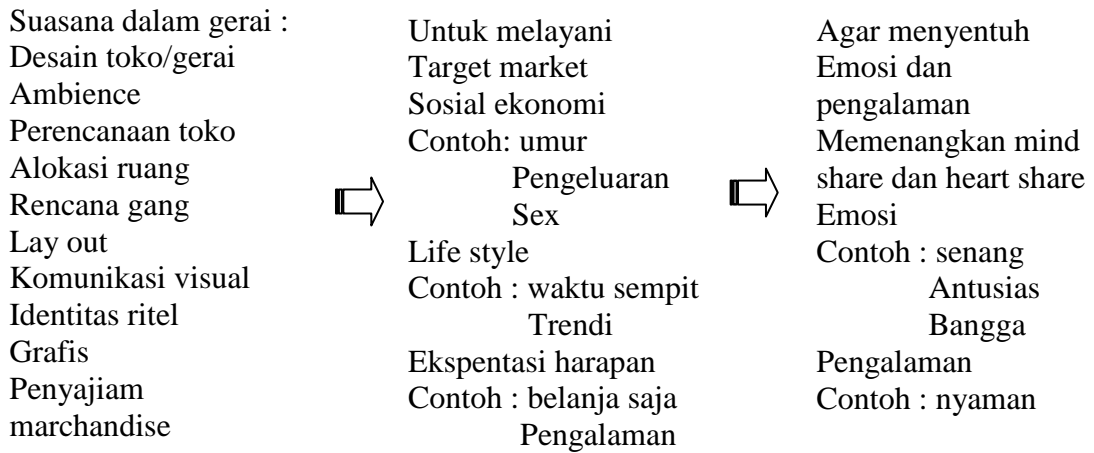 Suasana dalam gerai :
Desain toko/gerai
Ambience
Perencanaan toko
Alokasi ruang
Rencana gang
Lay out
Komunikasi visual
Identitas ritel
Grafis
Penyajiam
marchandise
Untuk melayani
Target market
Sosial ekonomi
Contoh: umur
Pengeluaran
Sex
Life style
Contoh : waktu sempit
Trendi
Ekspentasi harapan
Contoh : belanja saja
Pengalaman
Agar menyentuh
Emosi dan
pengalaman
Memenangkan mind
share dan heart share
Emosi
Contoh : senang
Antusias
Bangga
Pengalaman
Contoh : nyaman